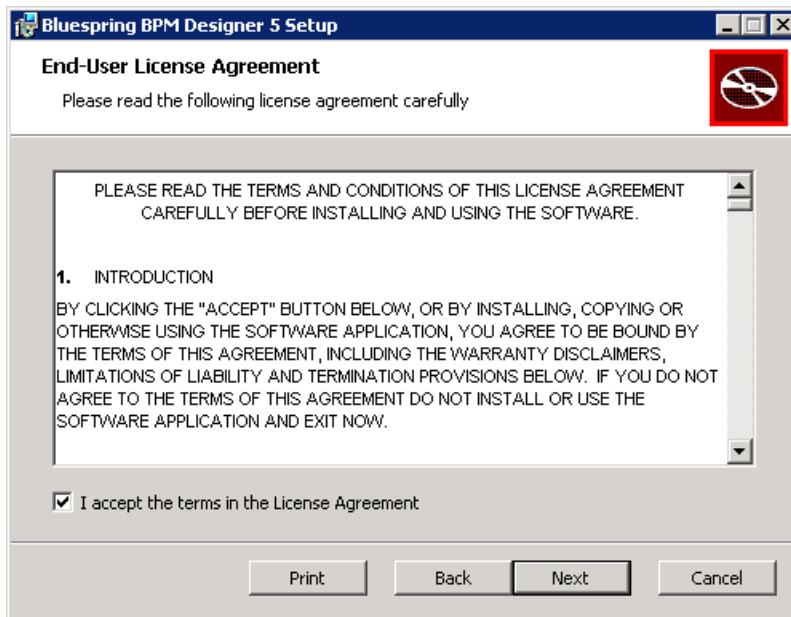 Bluespring BPM Designer 5 Setup
End-User License Agreement
Please read the following license agreement carefully
PLEASE READ THE TERMS AND CONDITIONS OF THIS LICENSE AGREEMENT
CAREFULLY BEFORE INSTALLING AND USING THE SOFTWARE.
1. INTRODUCTION
BY CLICKING THE "ACCEPT" BUTTON BELOW, OR BY INSTALLING, COPYING OR
OTHERWISE USING THE SOFTWARE APPLICATION, YOU AGREE TO BE BOUND BY
THE TERMS OF THIS AGREEMENT, INCLUDING THE WARRANTY DISCLAIMERS,
LIMITATIONS OF LIABILITY AND TERMINATION PROVISIONS BELOW.  IF YOU DO NOT
AGREE TO THE TERMS OF THIS AGREEMENT DO NOT INSTALL OR USE THE
SOFTWARE APPLICATION AND EXIT NOW.
I accept the terms in the License Agreement
Print Back Next Cancel